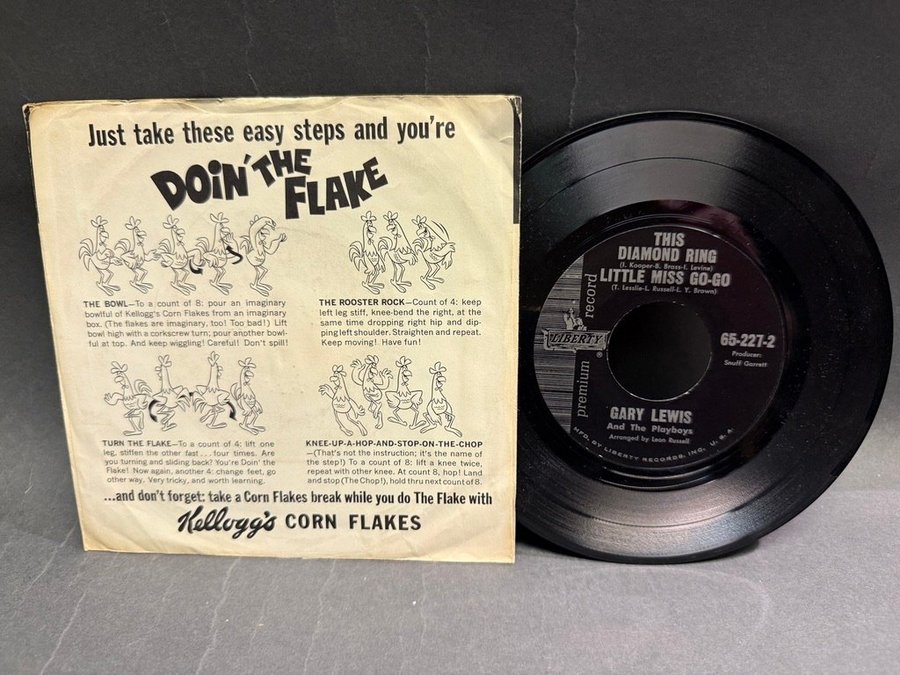 Just take these easy steps and you're
DOIN' THE
FLAKE
THE BOWL—To a count of 8: pour an imaginary
bowlful of Kellogg's Corn Flakes from an imaginary
box. (The flakes are imaginary, too! Too bad!) Lift
bowl high with a corkscrew turn; pour another bowl-
ful at top. And keep wiggling! Careful! Don't spill!
THE ROOSTER ROCK—Count of 4: keep
left leg stiff, knee-bend the right, at the
same time dropping right hip and dip-
ping left shoulder. Straighten and repeat.
Keep moving! Have fun!
TURN THE FLAKE—To a count of 4: lift one
leg, stiffen the other fast . . . four times. Are
you turning and sliding back? You're Doin' the
Flake! Now again, another 4; change feet, go
other way. Very tricky, and worth learning.
KNEE-UP-A-HOP-AND-STOP-ON-THE-CHOP
—(That's not the instruction; it's the name of
the step!) To a count of 8: lift a knee twice,
repeat with other knee. At count 8, hop! Land
and stop (The Chop!), hold thru next count of 8.
...and don't forget: take a Corn Flakes break while you do The Flake with
Kellogg's CORN FLAKES
THIS
DIAMOND RING
(I. Kooper-B. Brass-I. Levine)
LITTLE MISS GO-GO
(T. Lesslie-L. Russell-L. Y. Brown)
premium record
LIBERTY
®
65-227-2
Producer:
Snuff Garrett
GARY LEWIS
And The Playboys
Arranged by Leon Russell
MFD. BY LIBERTY RECORDS, INC., U. S. A.